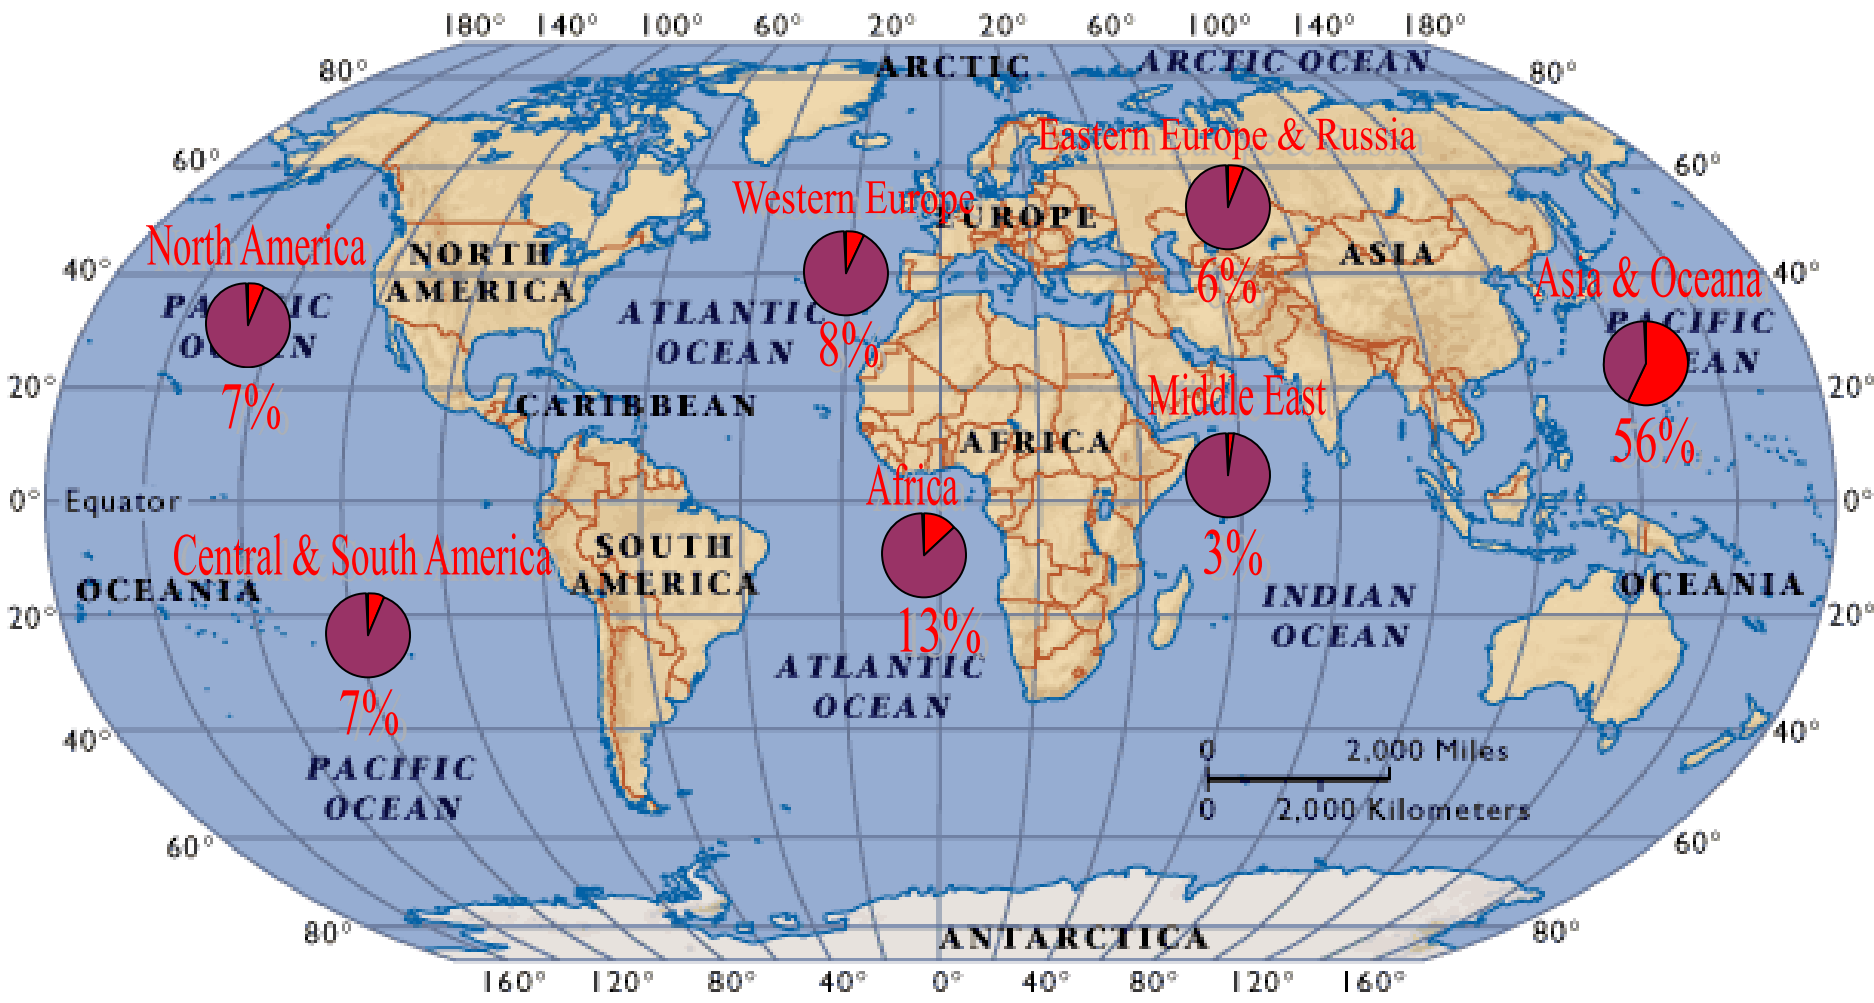 180° 140° 100° 60° 20° 20° 60° 100° 140° 180°
ARCTIC
ARCTIC OCEAN
80°
80°
Eastern Europe & Russia
60°
60°
Western Europe
EUROPE
North America
NORTH
AMERICA
ASIA
40°
40°
6%
Asia & Oceana
PACIFIC
OCEAN
ATLANTIC
OCEAN
8%
PACIFIC
OCEAN
7%
20°
20°
Middle East
CARIBBEAN
AFRICA
56%
Africa
0°
Equator
0°
Central & South America
SOUTH
AMERICA
3%
OCEANIA
INDIAN
OCEAN
OCEANIA
20°
20°
13%
ATLANTIC
OCEAN
7%
40°
40°
PACIFIC
OCEAN
0 2,000 Miles
0 2,000 Kilometers
60°
60°
80°
80°
ANTARCTICA
160° 120° 80° 40° 0° 40° 80° 120° 160°